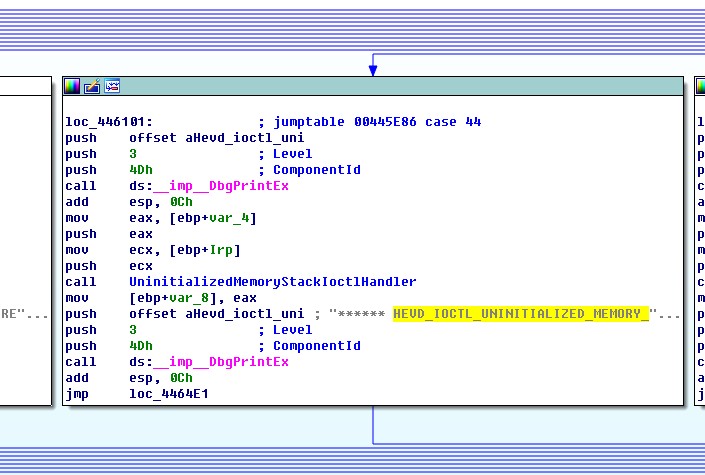 loc_446101: ; jumptable 00445E86 case 44
push offset aHevd_ioctl_uni
push 3 ; Level
push 4Dh ; ComponentId
call ds:__imp__DbgPrintEx
add esp, 0Ch
mov eax, [ebp+var_4]
push eax
mov ecx, [ebp+Irp]
push ecx
call UninitializedMemoryStackIoctlHandler
mov [ebp+var_8], eax
RE"... push offset aHevd_ioctl_uni ; "****** HEVD_IOCTL_UNINITIALIZED_MEMORY_"...
push 3 ; Level
push 4Dh ; ComponentId
call ds:__imp__DbgPrintEx
add esp, 0Ch
jmp loc_4464E1